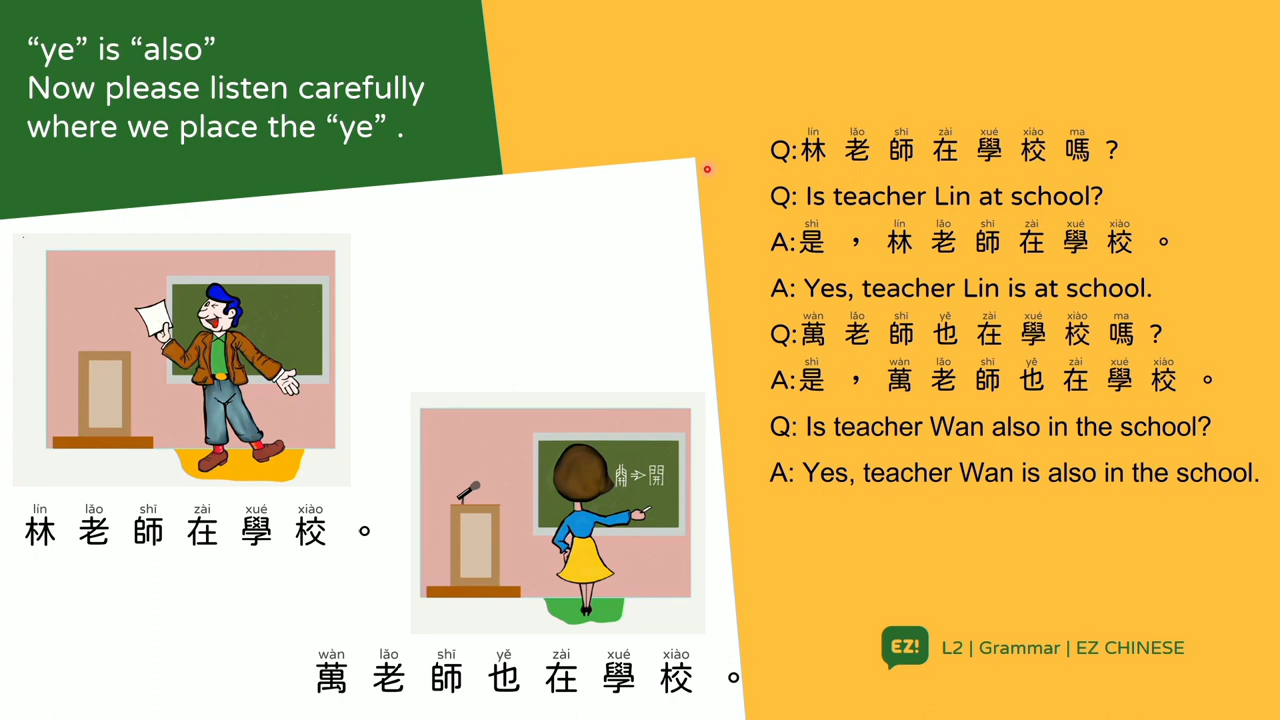 “ye” is “also”
Now please listen carefully
where we place the “ye” .
lín lǎo shī zài xué xiào
林 老 師 在 學 校 。
開 
wàn lǎo shī yě zài xué xiào
萬 老 師 也 在 學 校 。
lín lǎo shī zài xué xiào ma
Q:林 老 師 在 學 校 嗎 ?
Q: Is teacher Lin at school?
shì lín lǎo shī zài xué xiào
A:是 , 林 老 師 在 學 校 。
A: Yes, teacher Lin is at school.
wàn lǎo shī yě zài xué xiào ma
Q:萬 老 師 也 在 學 校 嗎 ?
shì wàn lǎo shī yě zài xué xiào
A:是 , 萬 老 師 也 在 學 校 。
Q: Is teacher Wan also in the school?
A: Yes, teacher Wan is also in the school.
EZ!
L2 | Grammar | EZ CHINESE